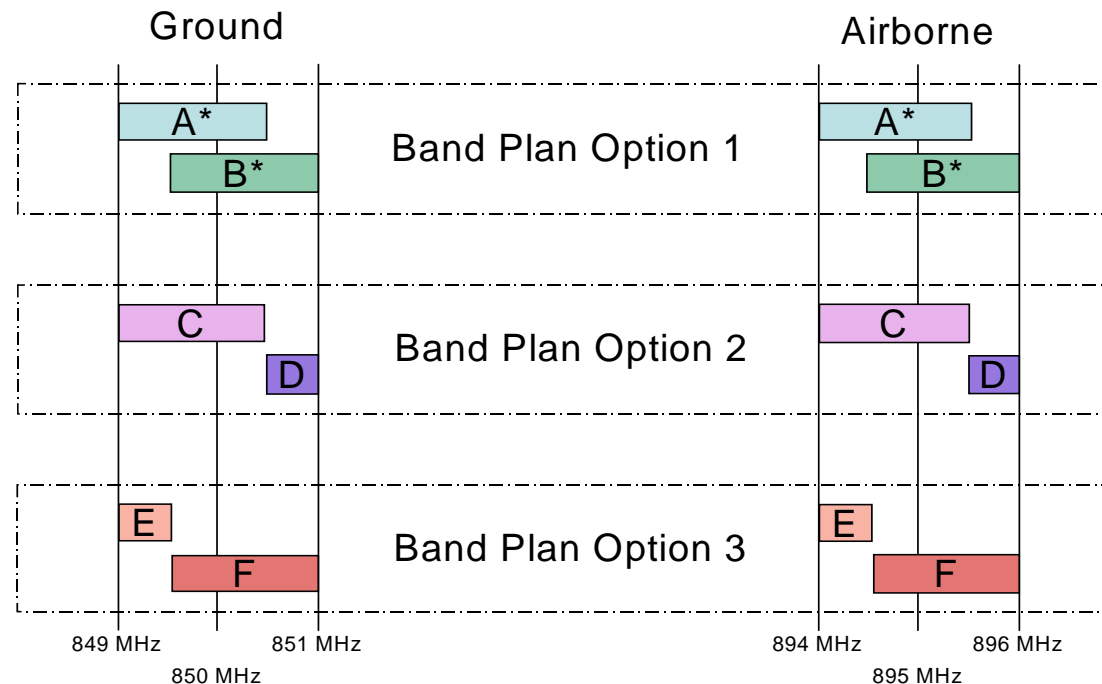 Ground
Airborne
A*
A*
Band Plan Option 1
B*
B*
C
C
Band Plan Option 2
D
D
E
E
Band Plan Option 3
F
F
849 MHz
851 MHz
894 MHz
896 MHz
850 MHz
895 MHz